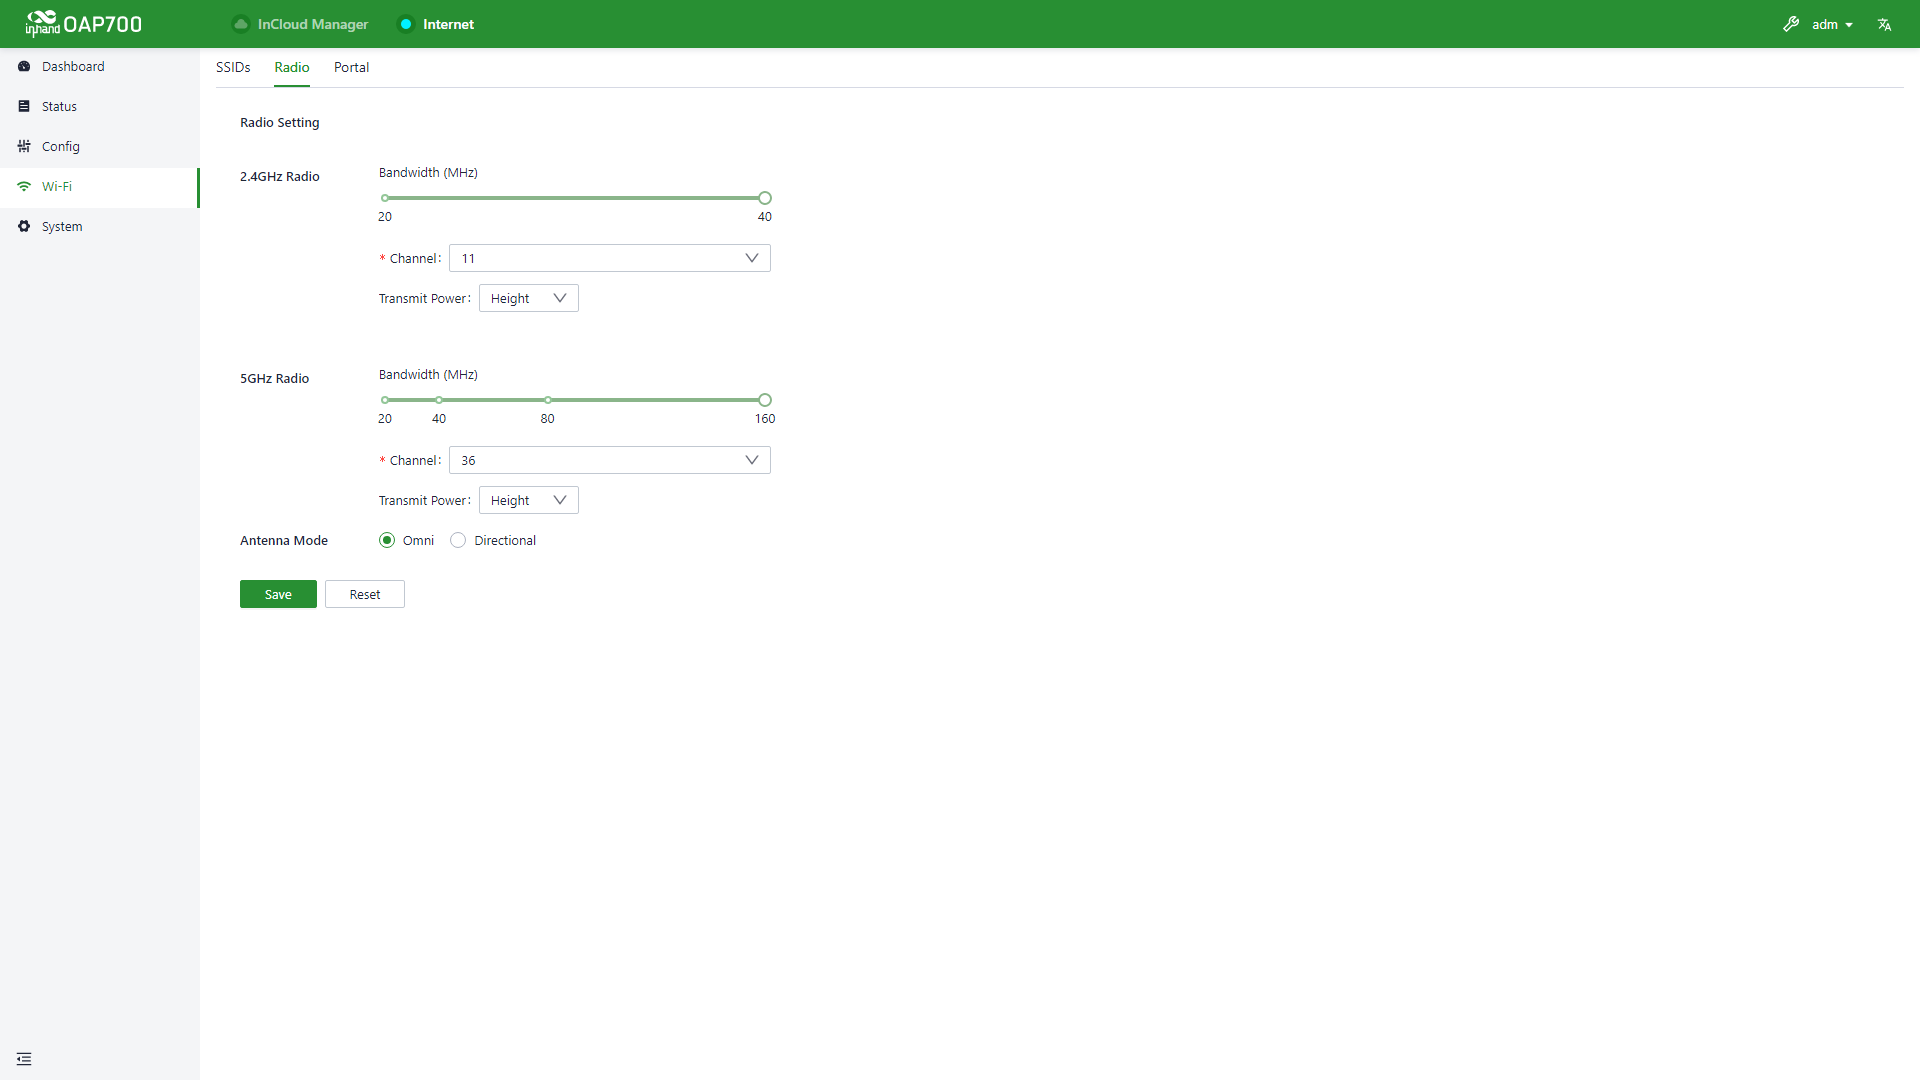 inhand OAP700
InCloud Manager
Internet
adm
Dashboard
Status
Config
Wi-Fi
System
SSIDs
Radio
Portal
Radio Setting
2.4GHz Radio
Bandwidth (MHz)
20 40
* Channel: 11
Transmit Power: Height
5GHz Radio
Bandwidth (MHz)
20 40 80 160
* Channel: 36
Transmit Power: Height
Antenna Mode
Omni
Directional
Save
Reset